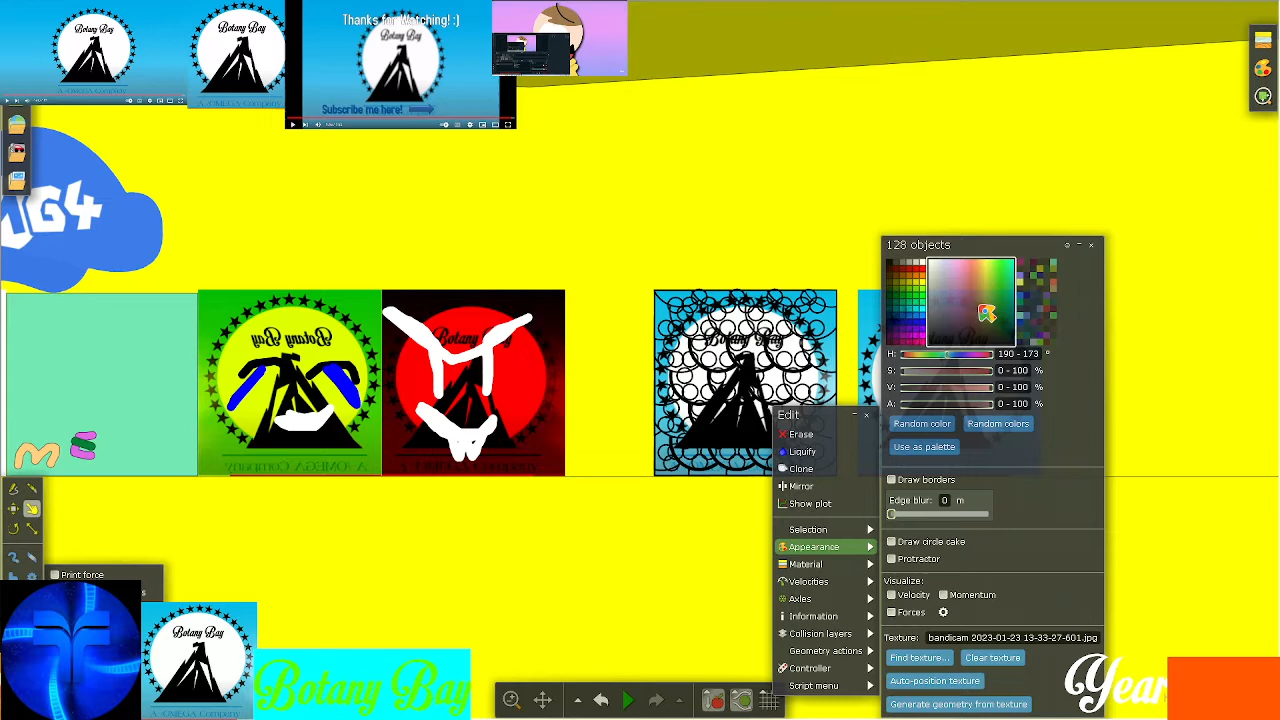 Botany Bay
A -OMEGA Company
Botany Bay
A -OMEGA Company
Thanks for Watching! :)
Botany Bay
Subscribe me here!
UG4
128 objects
H: 190 - 173 °
S: 0 - 100 %
V: 0 - 100 %
A: 0 - 100 %
Random color Random colors
Use as palette
Draw borders
Edge blur: 0 m
Draw circle cake
Protractor
Visualize:
Velocity Momentum
Forces
Texture: bandicam 2023-01-23 13-33-27-601.jpg
Find texture... Clear texture
Auto-position texture
Generate geometry from texture
Botany Bay
A -OMEGA Company
Botany Bay
Botany Bay
Edit
Erase
Liquify
Clone
Mirror
Show plot
Selection
Appearance
Material
Velocities
Axles
Information
Collision layers
Geometry actions
Controller
Script menu
Print force
Botany Bay
Botany Bay
Year